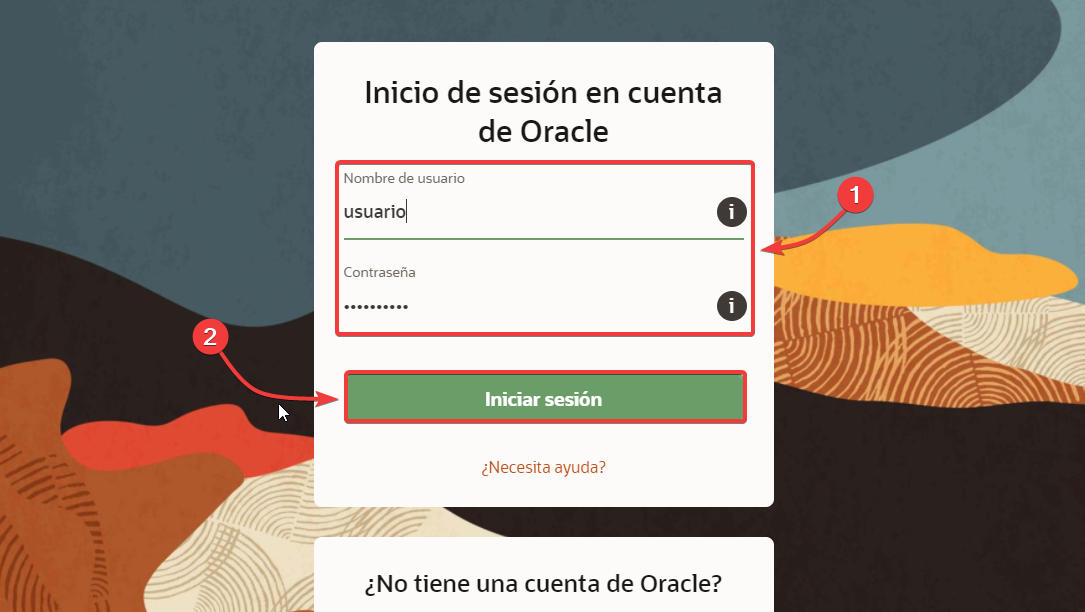 Inicio de sesión en cuenta
de Oracle
Nombre de usuario
usuario
i
1
Contraseña
••••••••••
i
2
Iniciar sesión
¿Necesita ayuda?
¿No tiene una cuenta de Oracle?